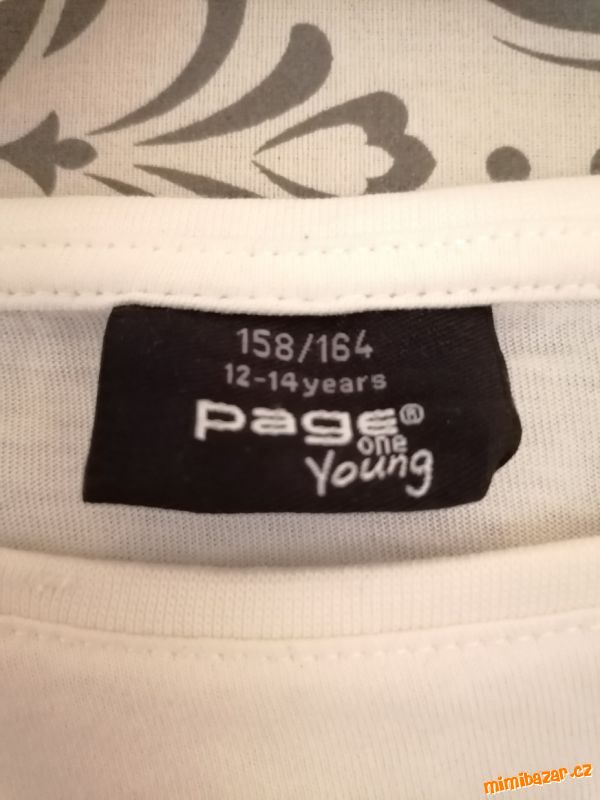 158/164
12-14years
page®
one
Young
mimibazar.cz